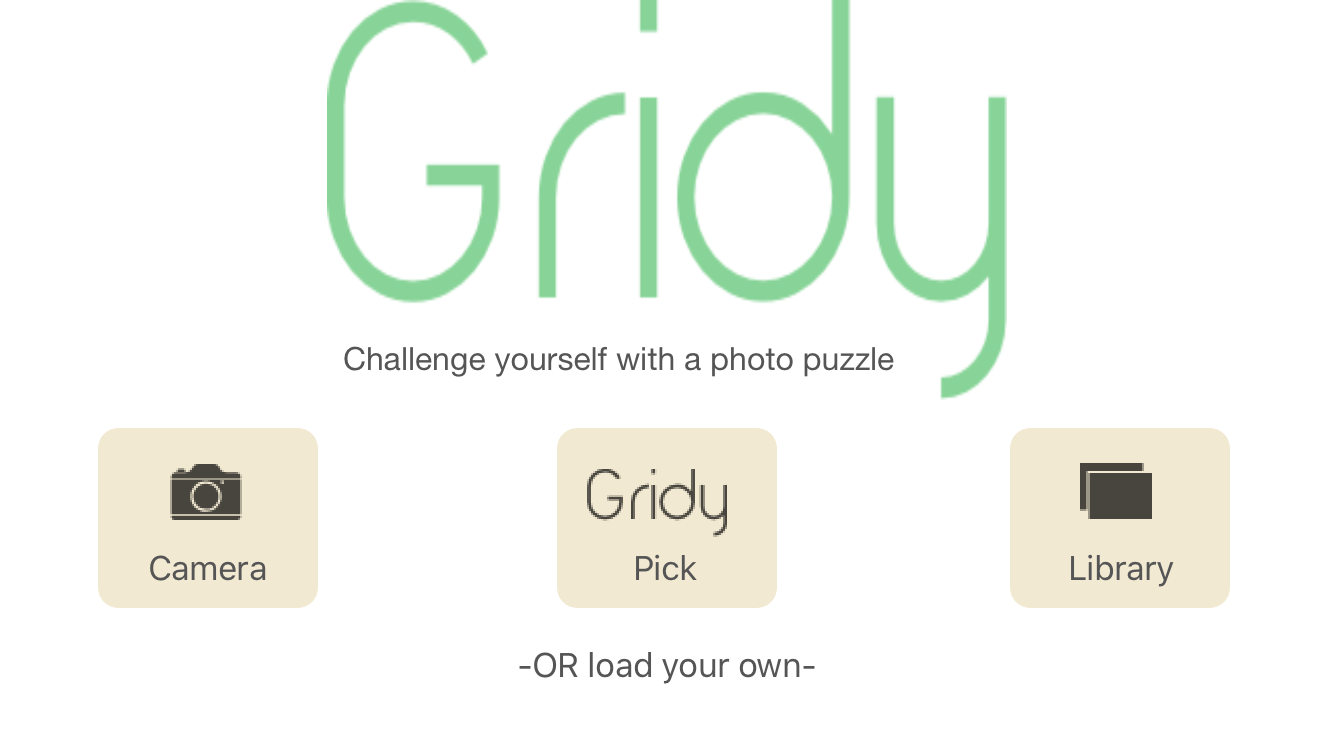 Gridy
Challenge yourself with a photo puzzle
Camera
Gridy
Pick
Library
-OR load your own-